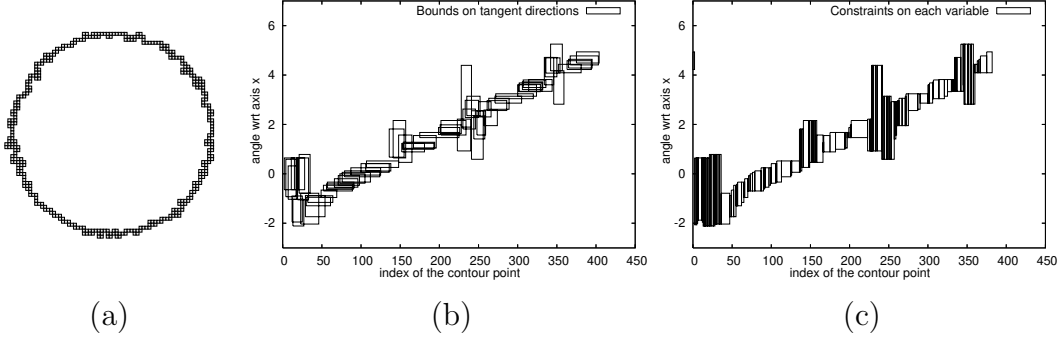 Bounds on tangent directions
angle wrt axis x
4
2
0
-2
0 50 100 150 200 250 300 350 400 450
index of the contour point
Constraints on each variable
angle wrt axis x
4
2
0
-2
0 50 100 150 200 250 300 350 400 450
index of the contour point
(a) (b) (c)